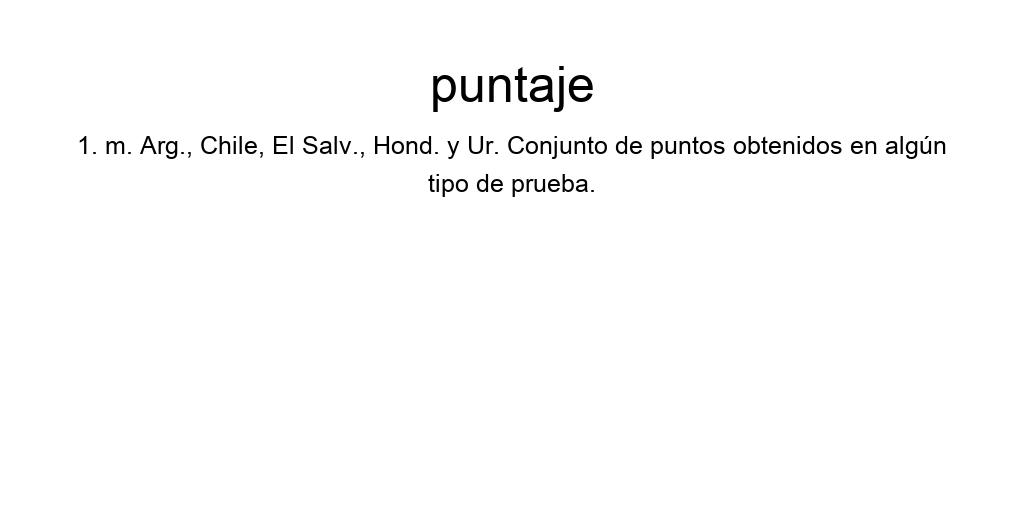 puntaje
1. m. Arg., Chile, El Salv., Hond. y Ur. Conjunto de puntos obtenidos en algún
tipo de prueba.